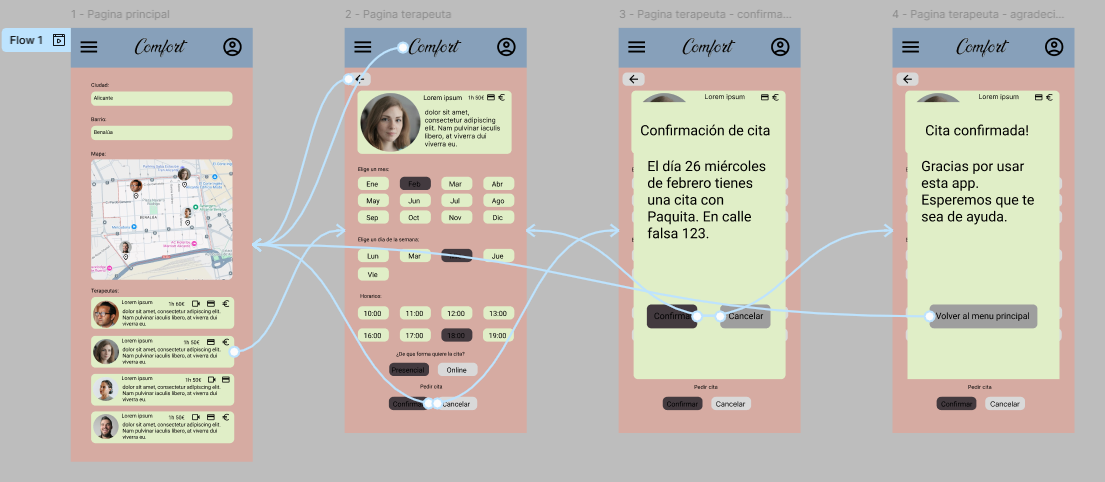 1 - Pagina principal
2 - Pagina terapeuta
3 - Pagina terapeuta - confirma...
4 - Pagina terapeuta - agradeci...
Flow 1
Comfort
Ciudad:
Alicante
Barrio:
Benalúa
Mapa:
BENALUA
Terapeutas:
Lorem ipsum
1h 60€
dolor sit amet, consectetur adipiscing elit.
Nam pulvinar iaculis libero, at viverra dui
viverra eu.
Lorem ipsum
1h 50€
dolor sit amet, consectetur adipiscing elit.
Nam pulvinar iaculis libero, at viverra dui
viverra eu.
Lorem ipsum
1h 50€
dolor sit amet, consectetur adipiscing elit.
Nam pulvinar iaculis libero, at viverra dui
viverra eu.
Lorem ipsum
1h 50€
dolor sit amet, consectetur adipiscing elit.
Nam pulvinar iaculis libero, at viverra dui
viverra eu.
Comfort
Lorem ipsum
1h 50€
dolor sit amet,
consectetur adipiscing
elit. Nam pulvinar iaculis
libero, at viverra dui
viverra eu.
Elige un mes:
Ene Feb Mar Abr
May Jun Jul Ago
Sep Oct Nov Dic
Elige un día de la semana:
Lun Mar Jue
Vie
Horarios:
10:00 11:00 12:00 13:00
16:00 17:00 18:00 19:00
¿De que forma quiere la cita?
Presencial Online
Pedir cita
Confirmar Cancelar
Comfort
Lorem ipsum
Confirmación de cita
El día 26 miércoles
de febrero tienes
una cita con
Paquita. En calle
falsa 123.
Confirmar Cancelar
Pedir cita
Confirmar Cancelar
Comfort
Lorem ipsum
Cita confirmada!
Gracias por usar
esta app.
Esperemos que te
sea de ayuda.
Volver al menu principal
Pedir cita
Confirmar Cancelar